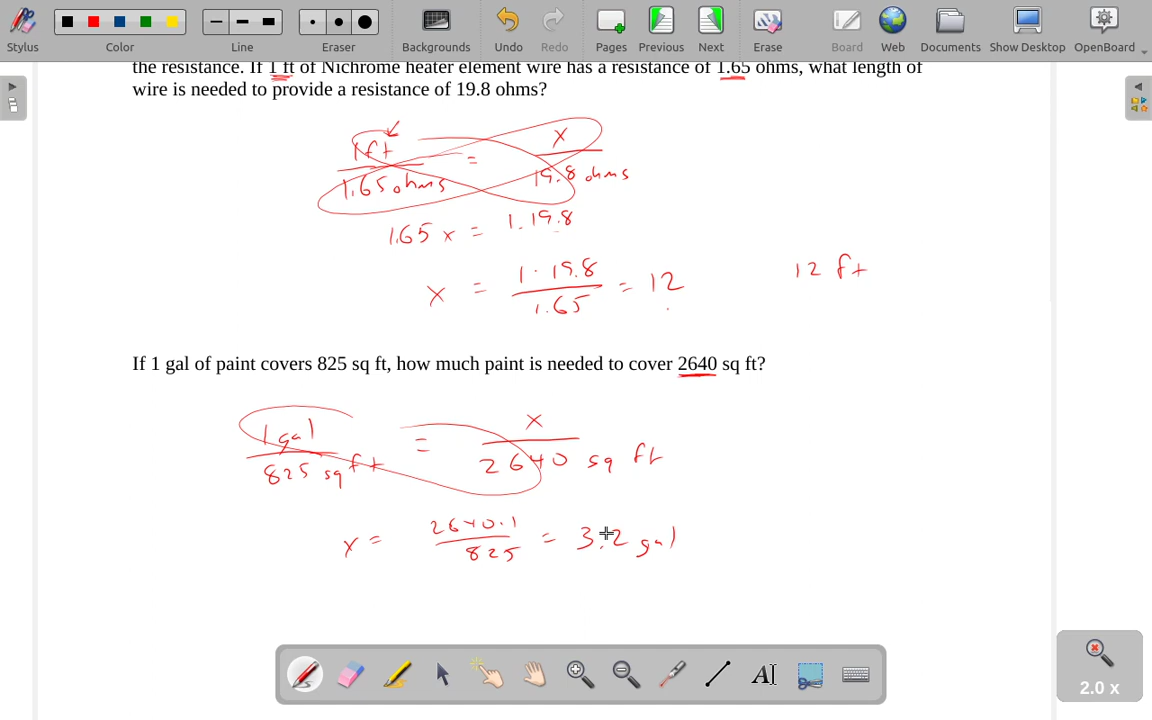 Stylus Color Line Eraser Backgrounds Undo Redo Pages Previous Next Erase Board Web Documents Show Desktop OpenBoard
the resistance. If 1 ft of Nichrome heater element wire has a resistance of 1.65 ohms, what length of
wire is needed to provide a resistance of 19.8 ohms?
1ft = x
1.65 ohms 19.8 ohms
1.65 x = 1.19.8
x = 1 · 19.8 = 12 12 ft
1.65
If 1 gal of paint covers 825 sq ft, how much paint is needed to cover 2640 sq ft?
1 gal = x
825 sq ft 2640 sq ft
x = 2640.1 = 3.2 gal
825
AI
2.0 x